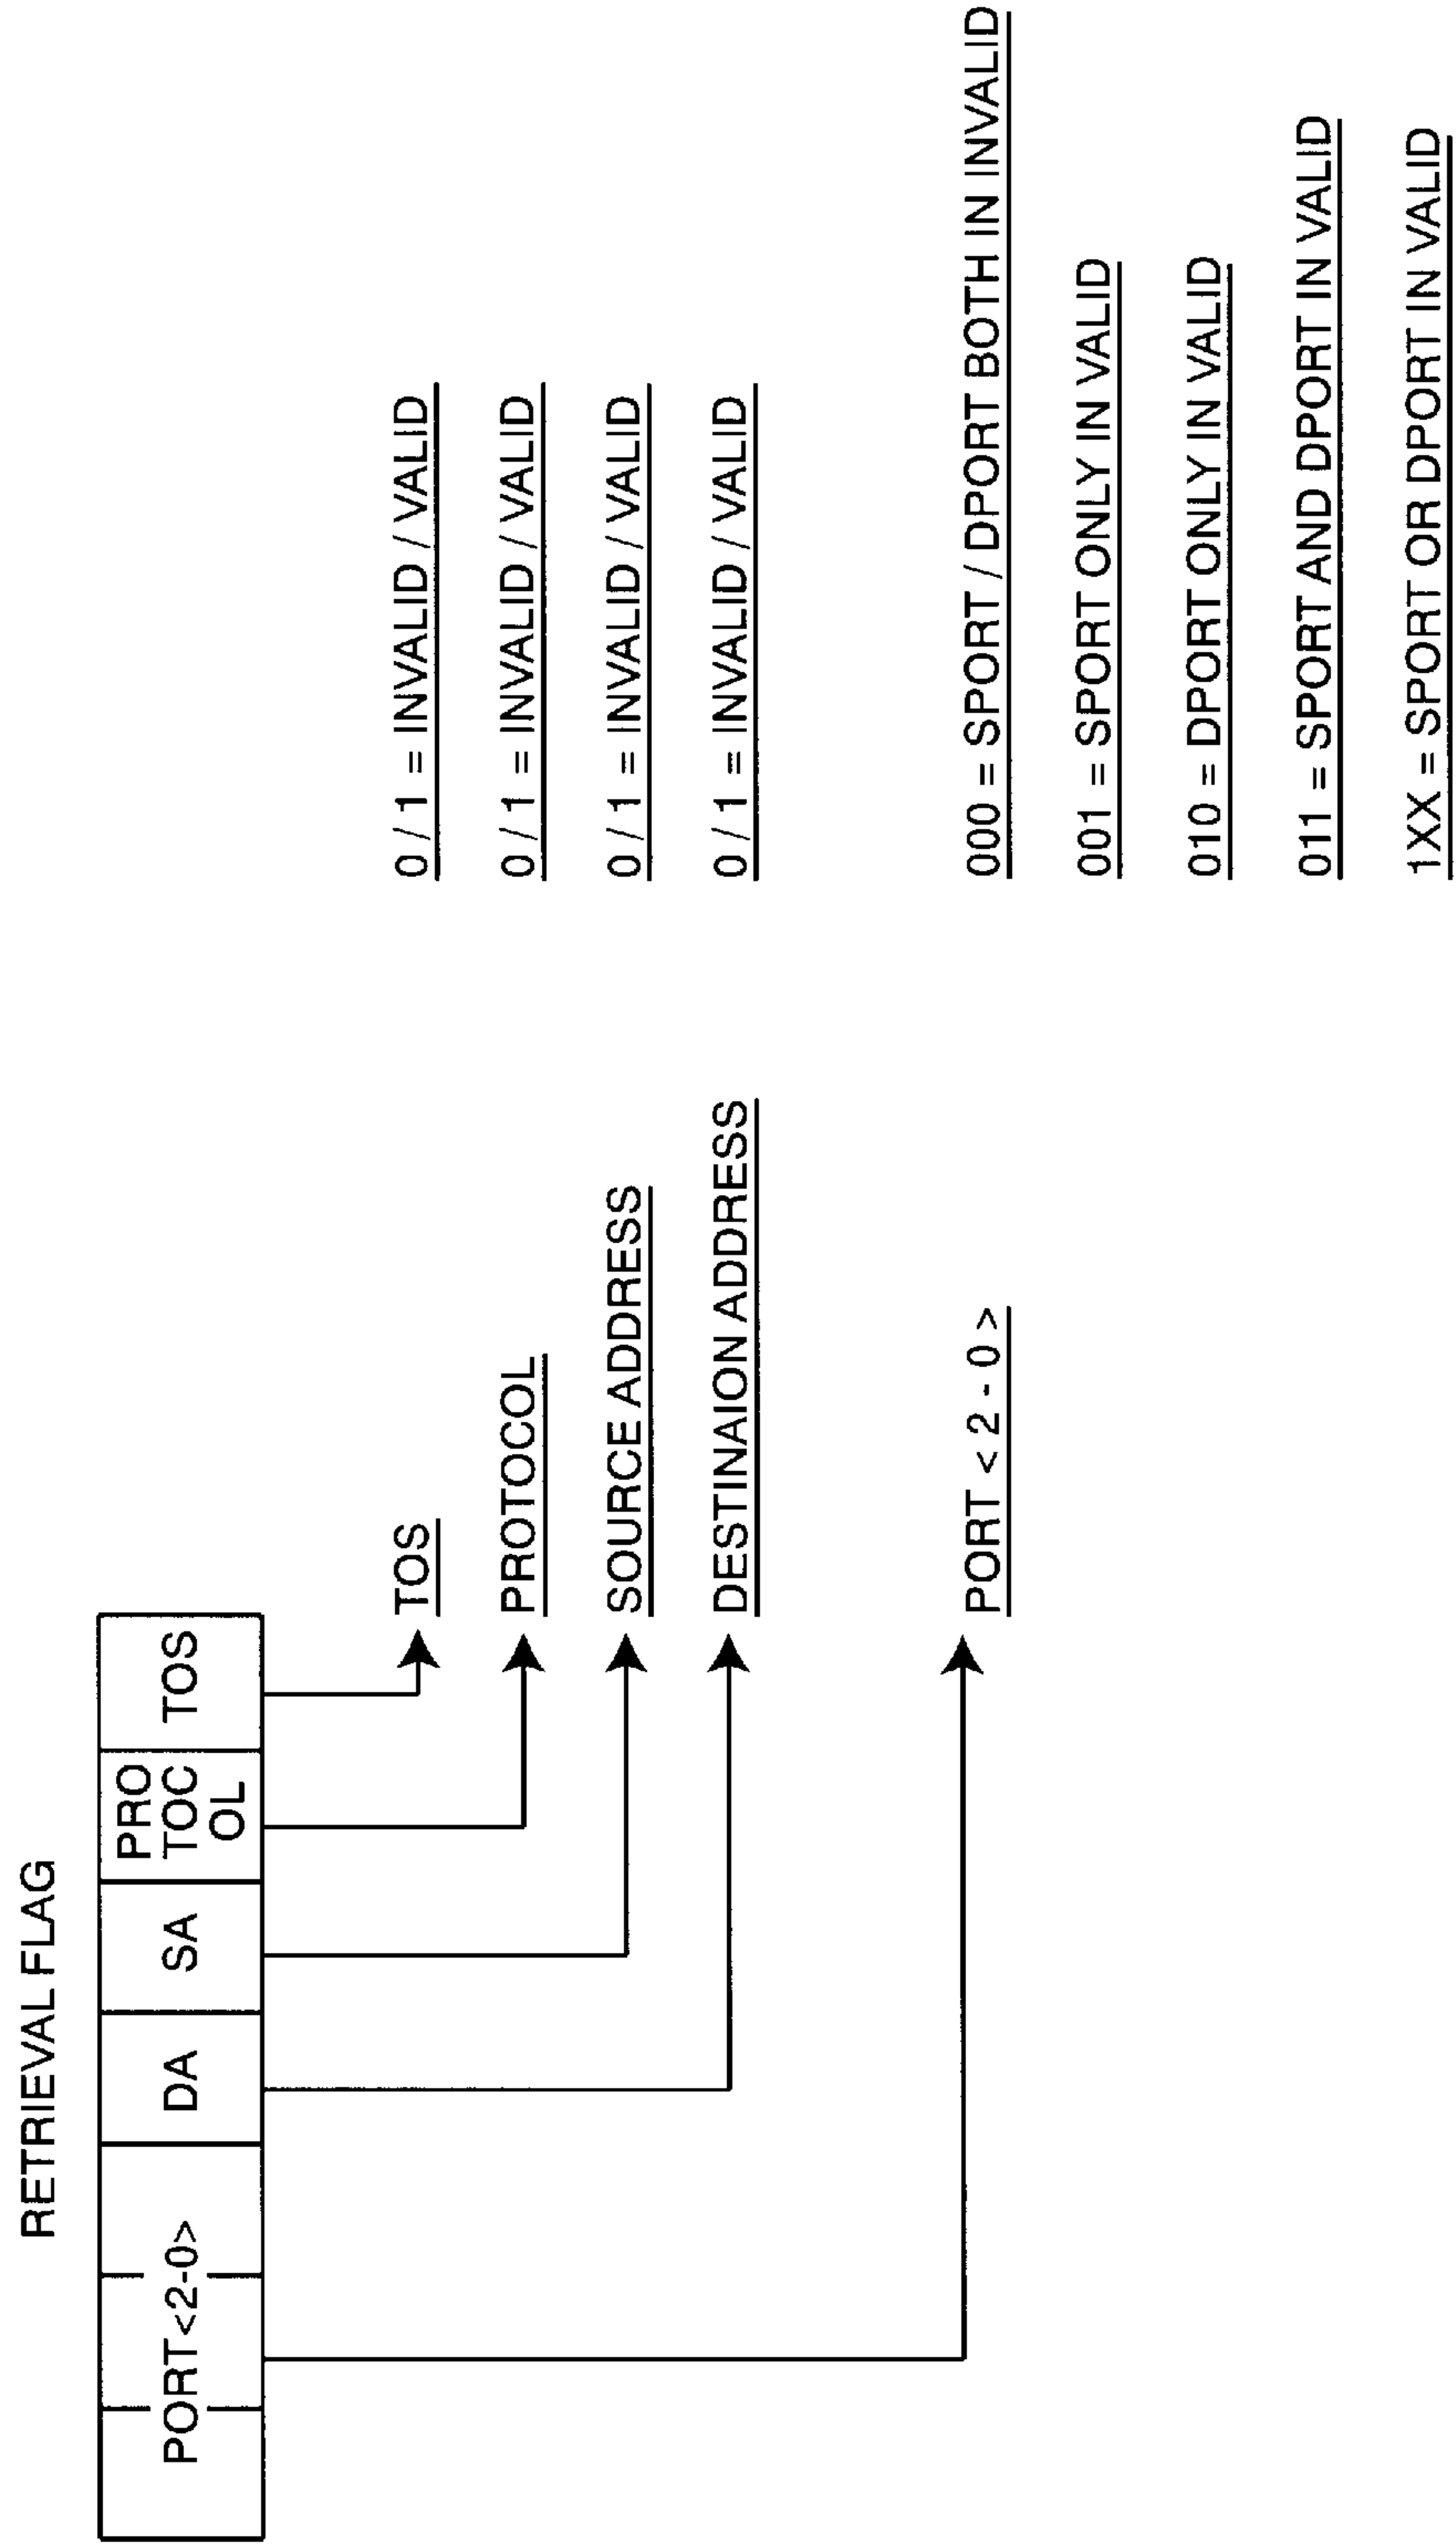 RETRIEVAL FLAG
PORT<2-0>
DA
SA
PRO
TOC
OL
TOS
TOS
0 / 1 = INVALID / VALID
PROTOCOL
0 / 1 = INVALID / VALID
SOURCE ADDRESS
0 / 1 = INVALID / VALID
DESTINAION ADDRESS
0 / 1 = INVALID / VALID
PORT < 2 - 0 >
000 = SPORT / DPORT BOTH IN INVALID
001 = SPORT ONLY IN VALID
010 = DPORT ONLY IN VALID
011 = SPORT AND DPORT IN VALID
1XX = SPORT OR DPORT IN VALID